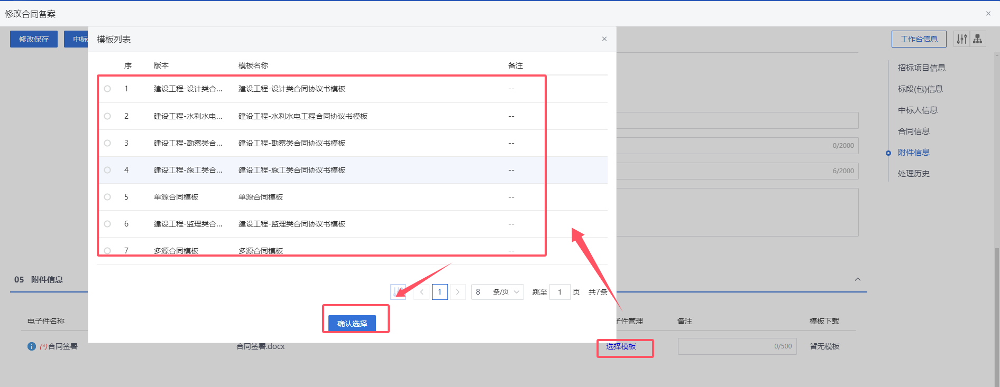 修改合同备案
修改保存
中标
工作台信息
模板列表
序 版本 模板名称 备注
1 建设工程-设计类合... 建设工程-设计类合同协议书模板 --
2 建设工程-水利水电... 建设工程-水利水电工程合同协议书模板 --
3 建设工程-勘察类合... 建设工程-勘察类合同协议书模板 --
4 建设工程-施工类合... 建设工程-施工类合同协议书模板 --
5 单源合同模板 单源合同模板 --
6 建设工程-监理类合... 建设工程-监理类合同协议书模板 --
7 多源合同模板 多源合同模板 --
1 8 条/页 跳至 1 页 共7条
确认选择
0/2000
6/2000
招标项目信息
标段(包)信息
中标人信息
合同信息
附件信息
处理历史
05 附件信息
电子件名称 子件管理 备注 模板下载
(*)合同签署 合同签署.docx 选择模板 0/500 暂无模板